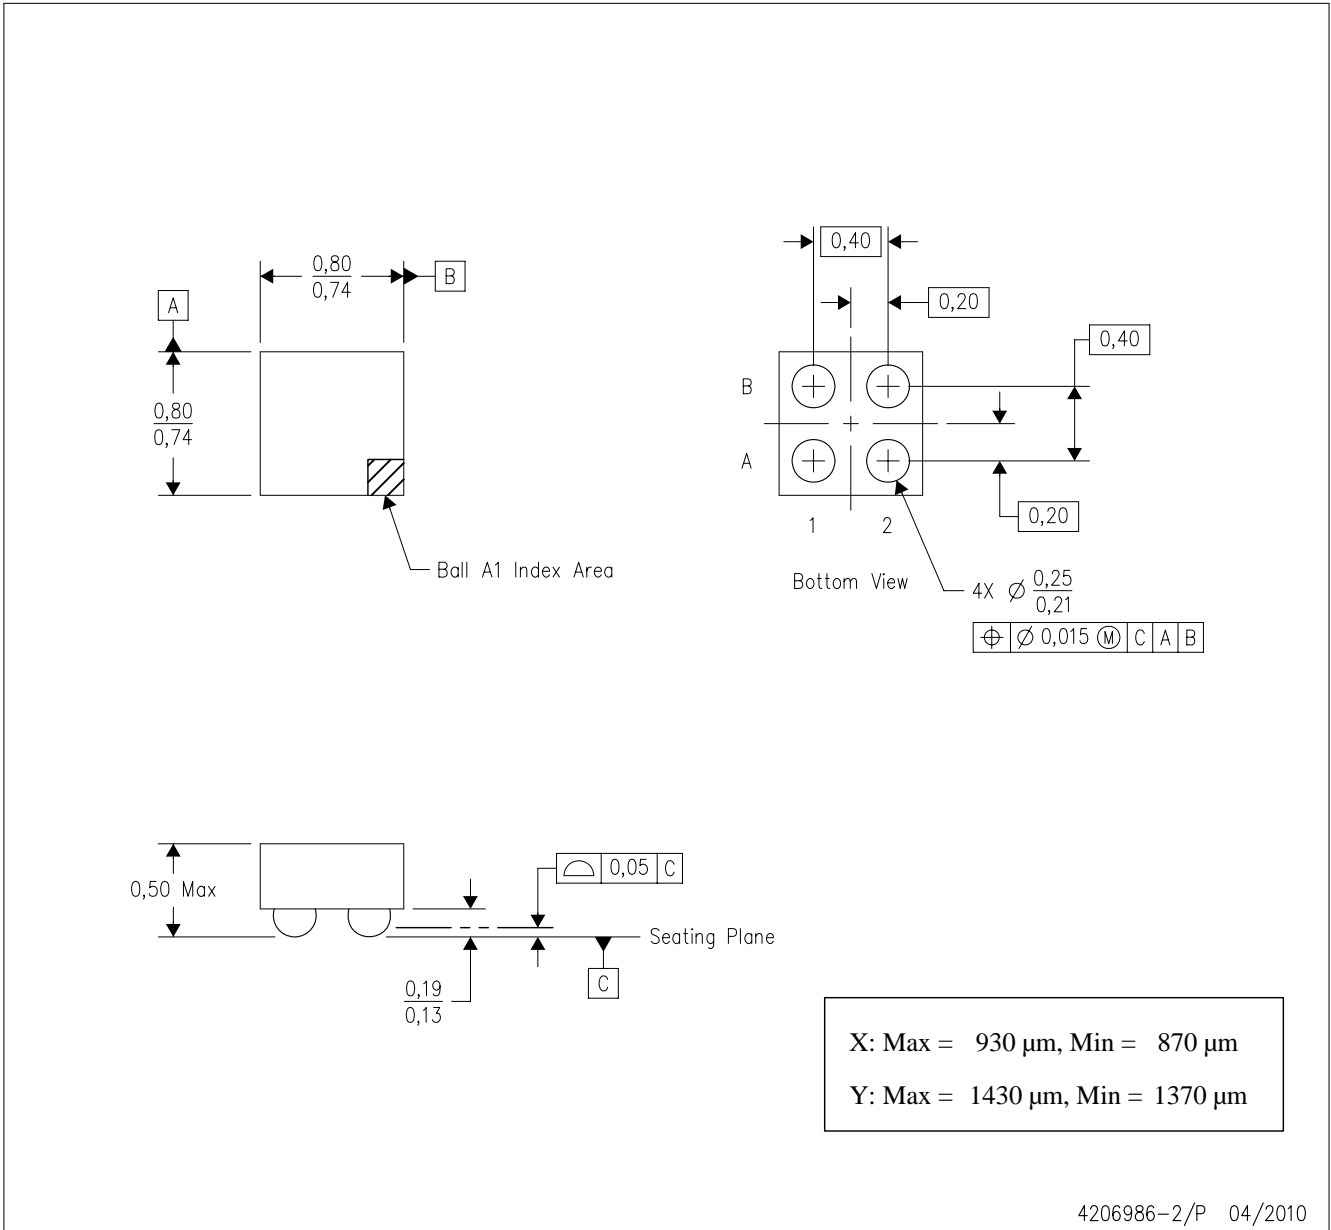 0,40
0,80
0,74
B
0,20
A
0,40
B
0,80
0,74
A
0,20
1 2
Ball A1 Index Area
Bottom View
4X Ø 0,25
0,21
⌖ Ø 0,015 Ⓜ C A B
0,05 C
0,50 Max
Seating Plane
C
0,19
0,13
X: Max = 930 µm, Min = 870 µm
Y: Max = 1430 µm, Min = 1370 µm
4206986-2/P 04/2010